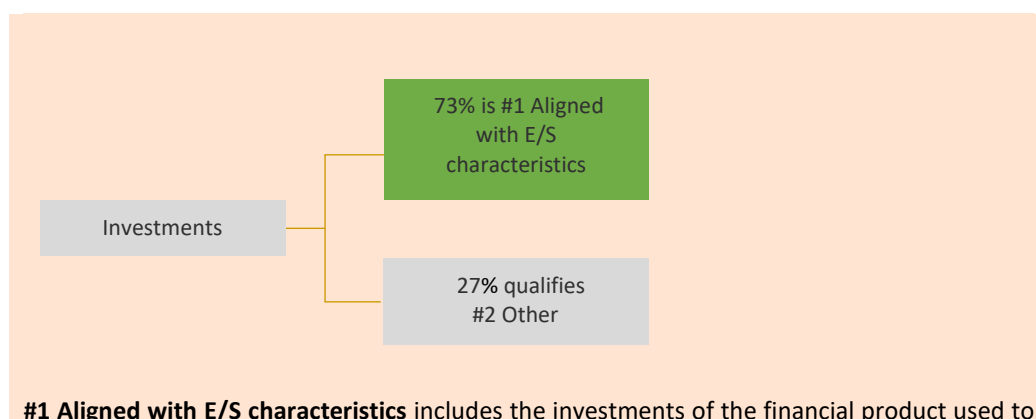 73% is #1 Aligned
with E/S
characteristics
Investments
27% qualifies
#2 Other
#1 Aligned with E/S characteristics includes the investments of the financial product used to